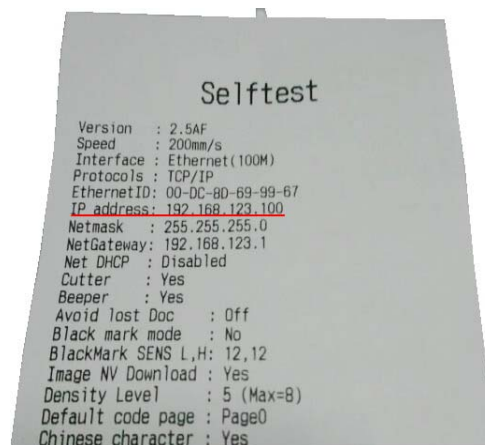 Selftest
Version : 2.5AF
Speed : 200mm/s
Interface : Ethernet(100M)
Protocols : TCP/IP
EthernetID: 00-DC-8D-69-99-67
IP address: 192.168.123.100
Netmask : 255.255.255.0
NetGateway: 192.168.123.1
Net DHCP : Disabled
Cutter : Yes
Beeper : Yes
Avoid lost Doc : Off
Black mark mode : No
BlackMark SENS L,H: 12,12
Image NV Download : Yes
Density Level : 5 (Max=8)
Default code page : Page0
Chinese character : Yes